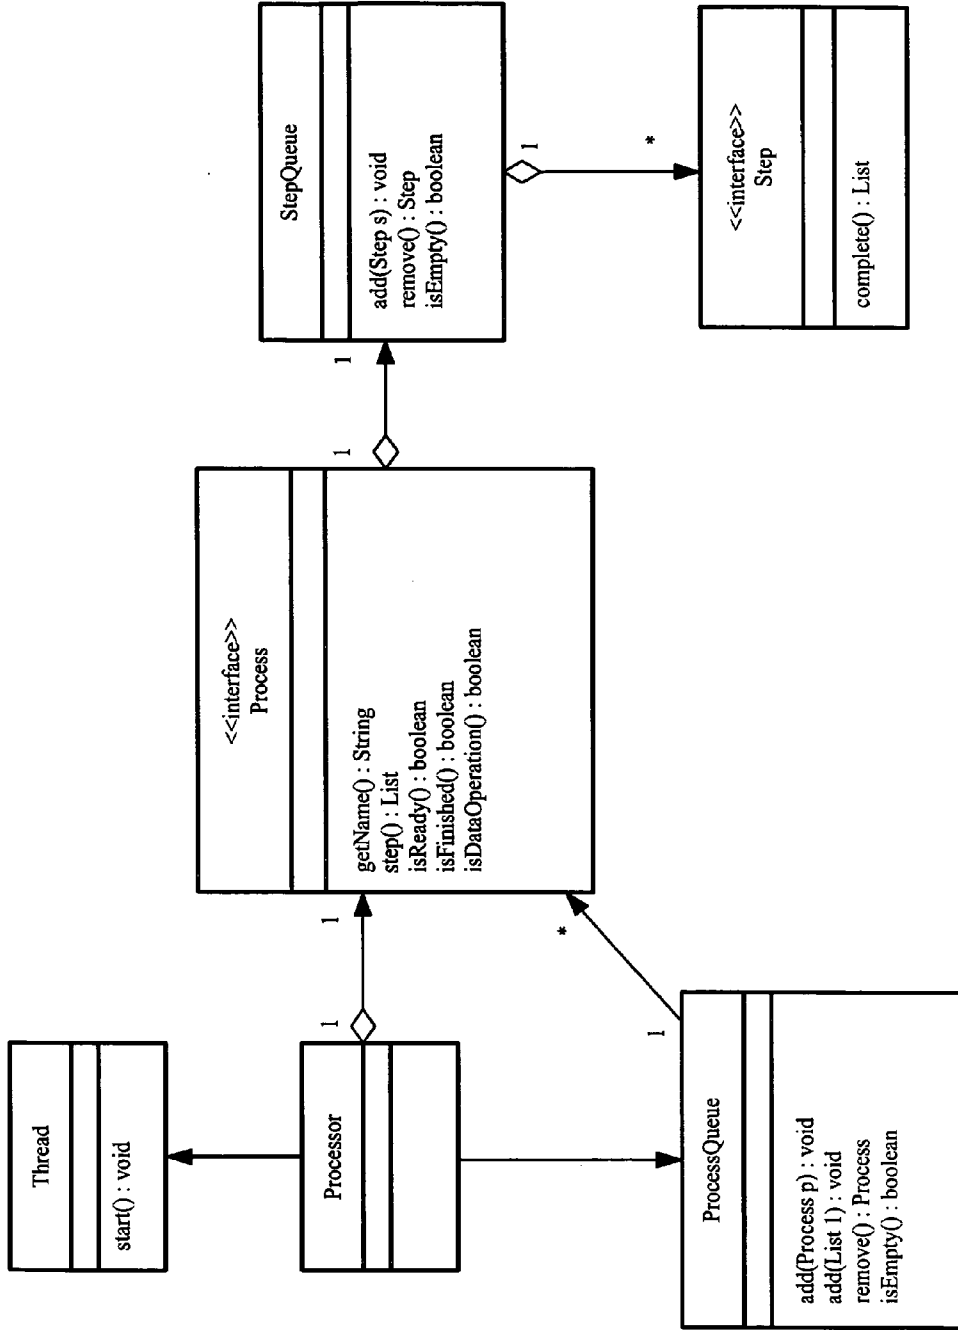 Thread
start() : void
Processor
1
1
ProcessQueue
add(Process p) : void
add(List 1) : void
remove() : Process
isEmpty() : boolean
1
*
<<interface>>
Process
getName() : String
step() : List
isReady() : boolean
isFinished() : boolean
isDataOperation() : boolean
1
1
StepQueue
add(Step s) : void
remove() : Step
isEmpty() : boolean
1
*
<<interface>>
Step
complete() : List